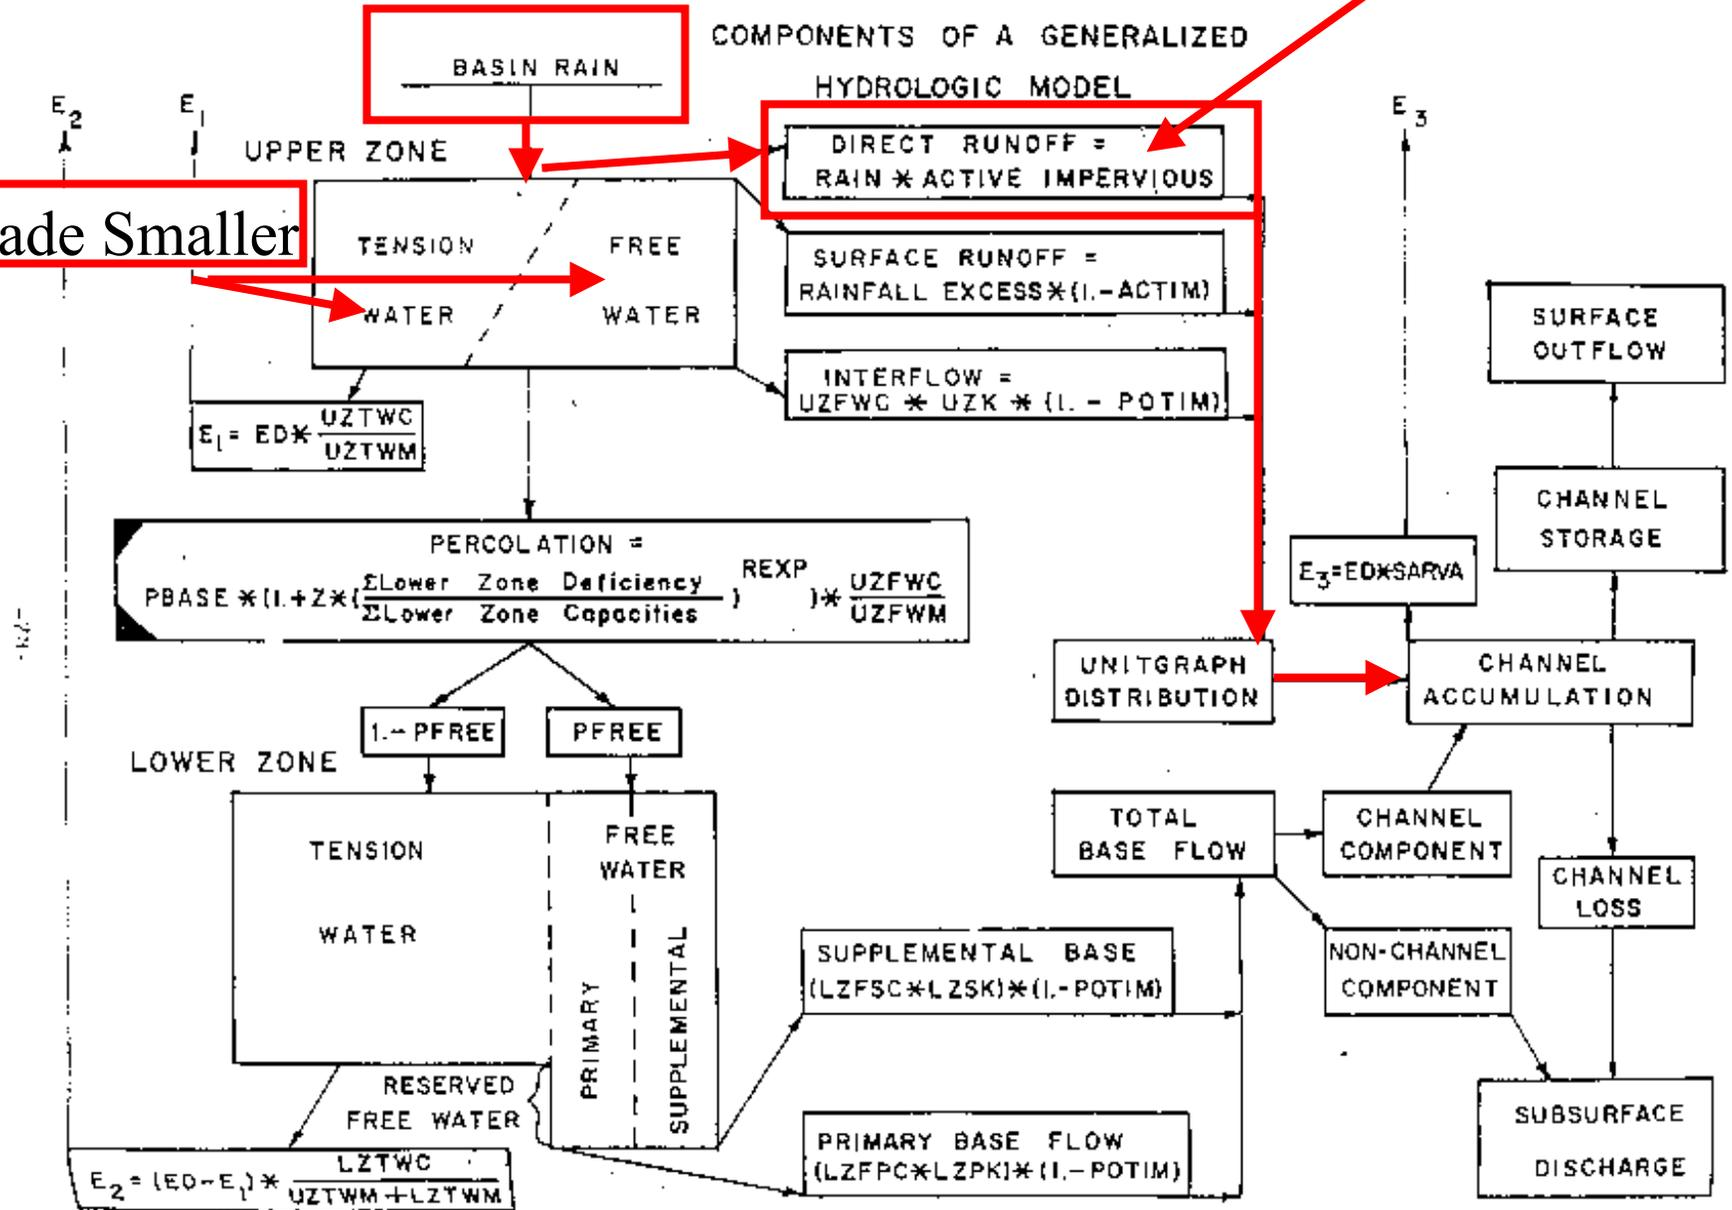 COMPONENTS OF A GENERALIZED
HYDROLOGIC MODEL
BASIN RAIN
E2
E1
E3
UPPER ZONE
ade Smaller
TENSION
WATER
FREE
WATER
DIRECT RUNOFF =
RAIN * ACTIVE IMPERVIOUS
SURFACE RUNOFF =
RAINFALL EXCESS*(1.-ACTIM)
INTERFLOW =
UZFWC * UZK * (1. - POTIM)
E1 = ED* UZTWC
UZTWM
SURFACE
OUTFLOW
CHANNEL
STORAGE
E3=ED*SARVA
PERCOLATION =
PBASE *(1.+Z*(ΣLower Zone Deficiency )REXP)* UZFWC
ΣLower Zone Capacities UZFWM
UNITGRAPH
DISTRIBUTION
CHANNEL
ACCUMULATION
1.- PFREE
PFREE
LOWER ZONE
TENSION
WATER
FREE
WATER
PRIMARY
SUPPLEMENTAL
RESERVED
FREE WATER
TOTAL
BASE FLOW
CHANNEL
COMPONENT
CHANNEL
LOSS
SUPPLEMENTAL BASE
(LZFSC*LZSK)*(1.-POTIM)
NON-CHANNEL
COMPONENT
PRIMARY BASE FLOW
(LZFPC*LZPK)*(1.-POTIM)
SUBSURFACE
DISCHARGE
E2 = (ED-E1)* LZTWC
UZTWM+LZTWM